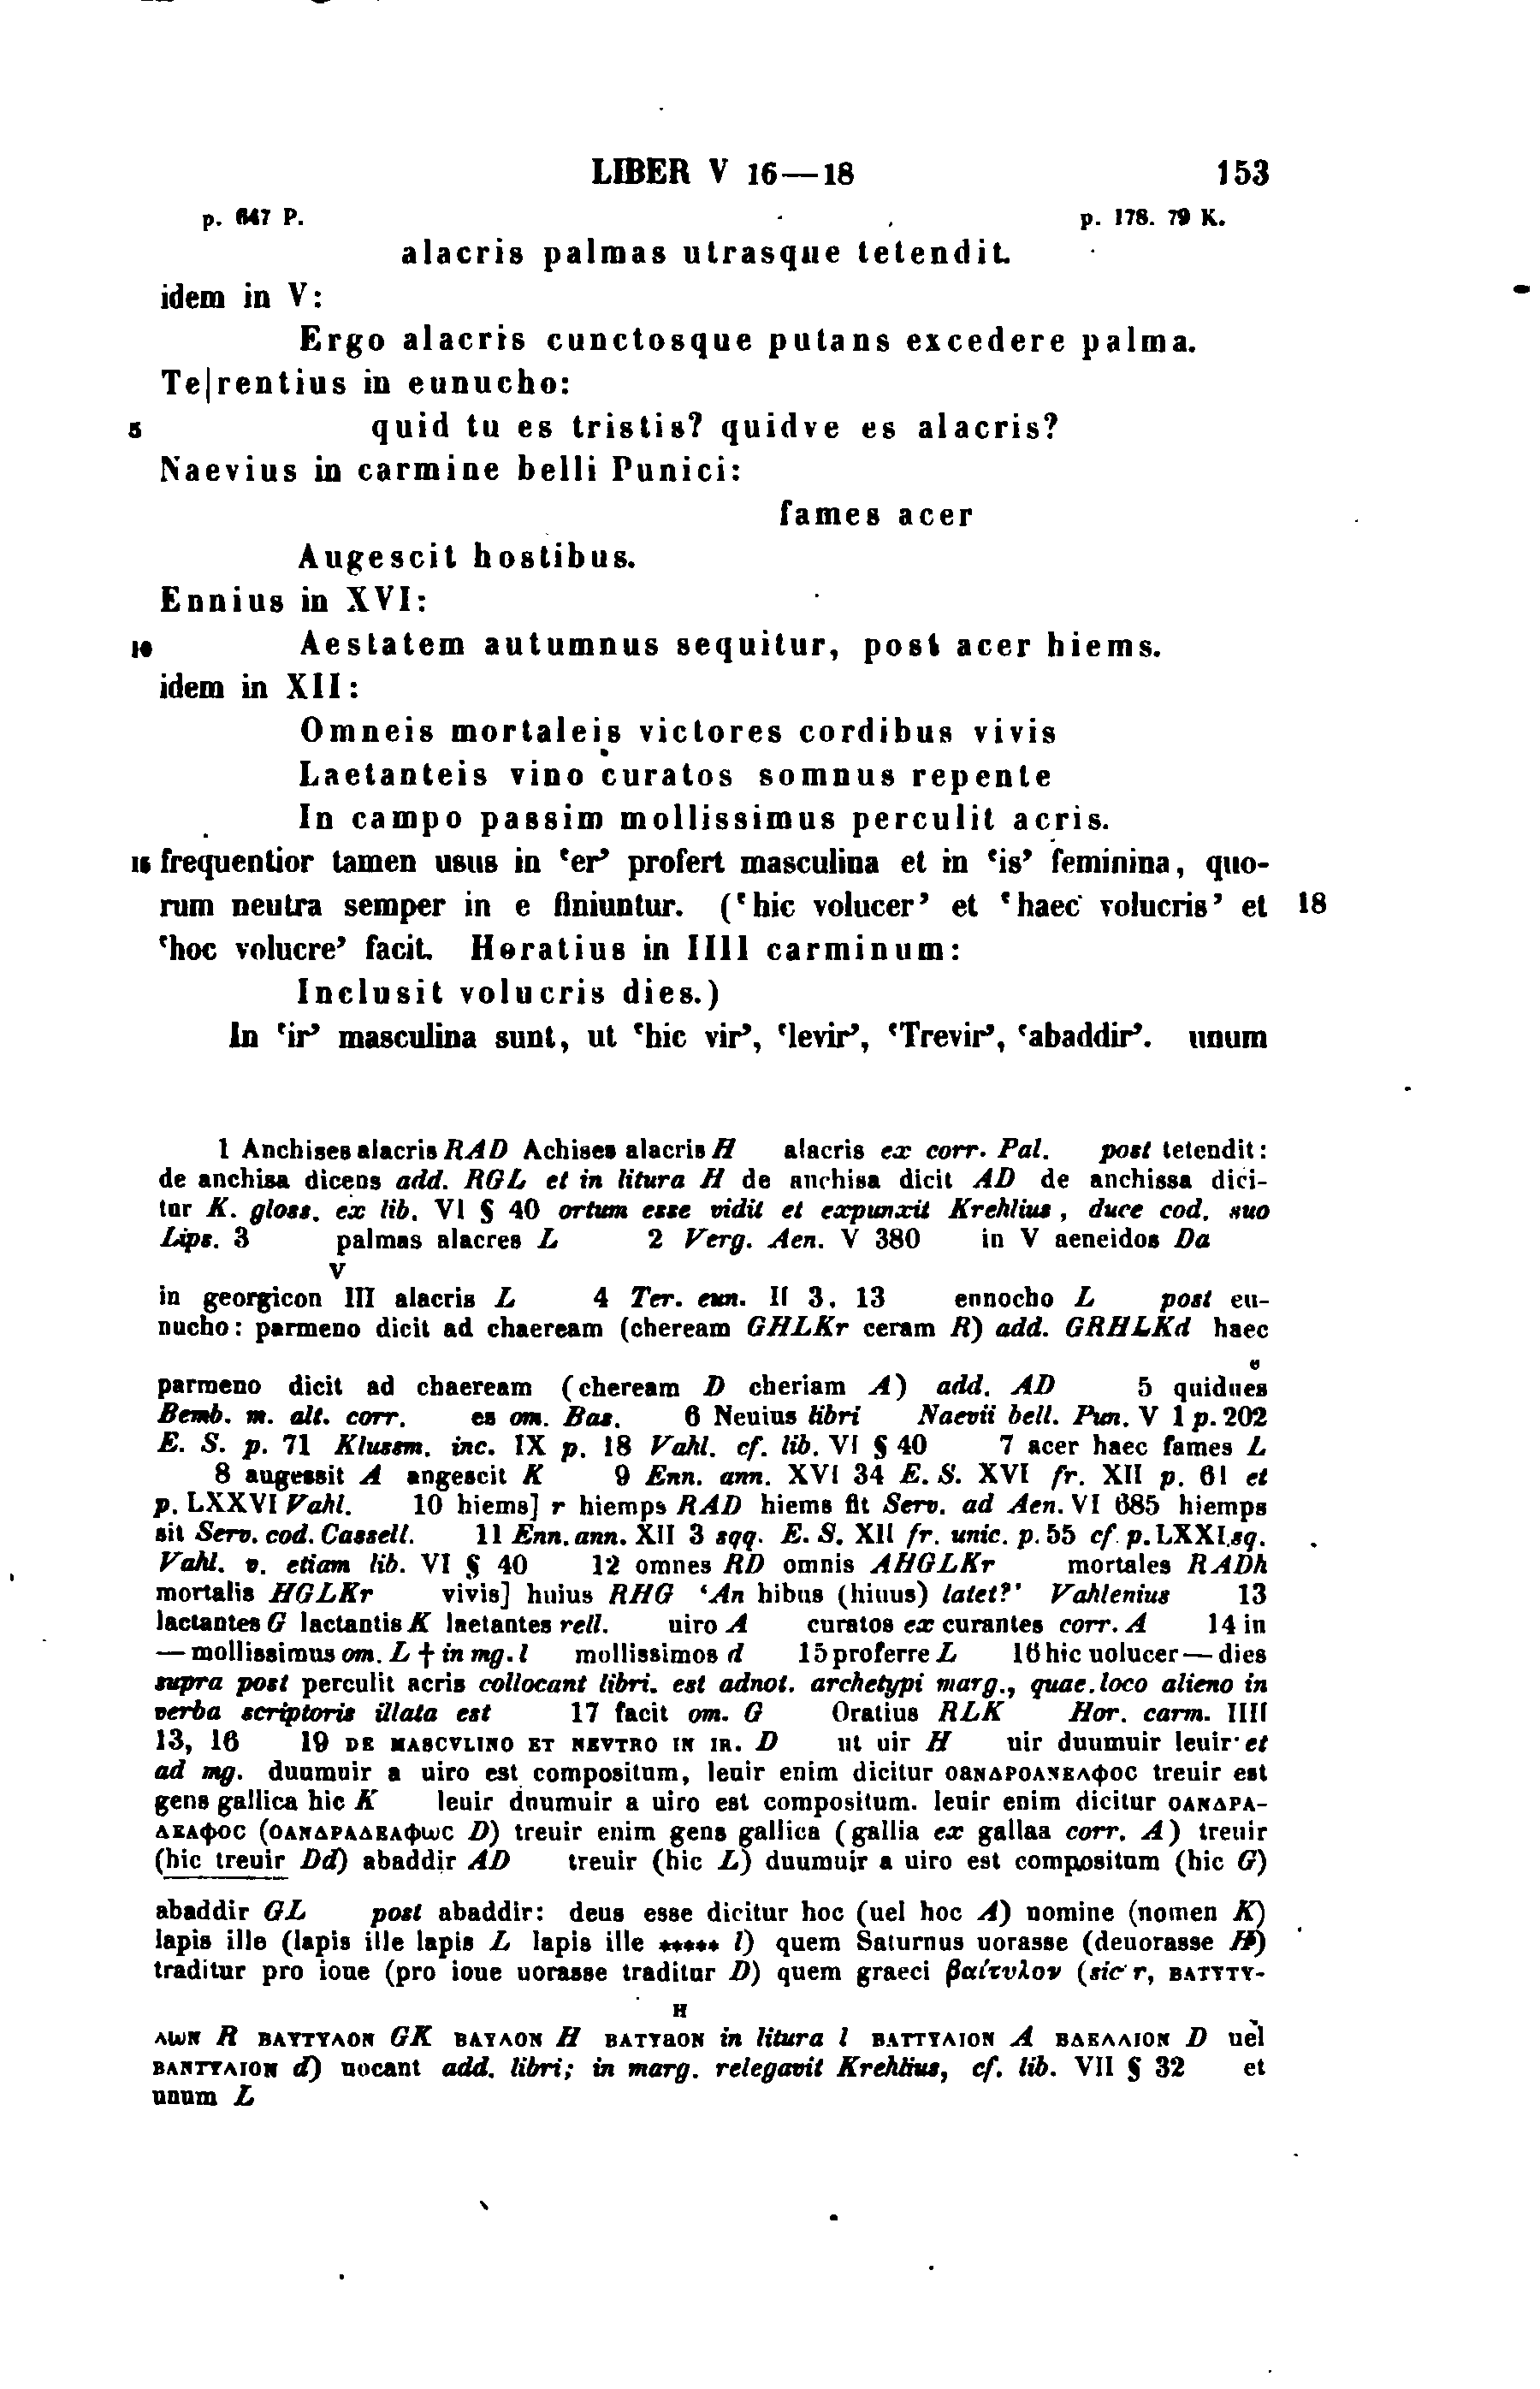 LIBER V 16—18 153
p. 647 P. p. 178. 79 K.
alacris palmas utrasque tetendit.
idem in V:
Ergo alacris cunctosque putans excedere palma.
Te|rentius in eunucho:
5 quid tu es tristis? quidve es alacris?
Naevius in carmine belli Punici:
fames acer
Augescit hostibus.
Ennius in XVI:
10 Aestatem autumnus sequitur, post acer hiems.
idem in XII:
Omneis mortaleis victores cordibus vivis
Laetanteis vino curatos somnus repente
In campo passim mollissimus perculit acris.
15 frequentior tamen usus in ‘er’ profert masculina et in ‘is’ feminina, quo-
rum neutra semper in e finiuntur. (‘hic volucer’ et ‘haec volucris’ et 18
‘hoc volucre’ facit. Horatius in IIII carminum:
Inclusit volucris dies.)
In ‘ir’ masculina sunt, ut ‘hic vir’, ‘levir’, ‘Trevir’, ‘abaddir’. unum
1 Anchises alacris RAD Achises alacris H alacris ex corr. Pal. post tetendit:
de anchisa dicens add. RGL et in litura H de anchisa dicit AD de anchissa dici-
tur K. gloss. ex lib. VI § 40 ortum esse vidit et expunxit Krehlius, duce cod. suo
Lips. 3 palmas alacres L 2 Verg. Aen. V 380 in V aeneidos Da
V
in georgicon III alacris L 4 Ter. eun. II 3, 13 ennocho L post eu-
nucho: parmeno dicit ad chaeream (cheream GHLKr ceram R) add. GRHLKd haec
e
parmeno dicit ad chaeream (cheream D cheriam A) add. AD 5 quidues
Bemb. m. alt. corr. es om. Bas. 6 Neuius libri Naevii bell. Pun. V 1 p. 202
E. S. p. 71 Klussm. inc. IX p. 18 Vahl. cf. lib. VI § 40 7 acer haec fames L
8 augessit A angescit K 9 Enn. ann. XVI 34 E. S. XVI fr. XII p. 61 et
p. LXXVI Vahl. 10 hiems] r hiemps RAD hiems fit Serv. ad Aen. VI 685 hiemps
sit Serv. cod. Cassell. 11 Enn. ann. XII 3 sqq. E. S. XII fr. unic. p. 55 cf. p. LXXI sq.
Vahl. v. etiam lib. VI § 40 12 omnes RD omnis AHGLKr mortales RADh
mortalis HGLKr vivis] huius RHG ‘An hibus (hiuus) latet?’ Vahlenius 13
lactantes G lactantis K laetantes rell. uiro A curatos ex curantes corr. A 14 in
— mollissimus om. L † in mg. l mollissimos d 15 proferre L 16 hic uolucer — dies
supra post perculit acris collocant libri. est adnot. archetypi marg., quae loco alieno in
verba scriptoris illata est 17 facit om. G Oratius RLK Hor. carm. IIII
13, 16 19 DE MASCVLINO ET NEVTRO IN IR. D ut uir H uir duumuir leuir et
ad mg. duumuir a uiro est compositum, leuir enim dicitur ΟΑΝΔΡΟΑΝΕΛΦΟC treuir est
gens gallica hic K leuir duumuir a uiro est compositum. leuir enim dicitur ΟΑΝΔΡΑ-
ΔΕΛΦΟC (ΟΑΝΔΡΑΔΕΛΦωC D) treuir enim gens gallica (gallia ex gallaa corr. A) treuir
(hic treuir Dd) abaddir AD treuir (hic L) duumuir a uiro est compositum (hic G)
abaddir GL post abaddir: deus esse dicitur hoc (uel hoc A) nomine (nomen K)
lapis ille (lapis ille lapis L lapis ille ***** l) quem Saturnus uorasse (deuorasse H)
traditur pro ioue (pro ioue uorasse traditur D) quem graeci βαίτυλον (sic r, ΒΑΤΥΤΥ-
H
ΛωΝ R ΒΑΥΤΥΛΟΝ GK ΒΑΥΛΟΝ H in litura l ΒΑΤΤΥΛΙΟΝ A ΒΔΕΛΛΙΟΝ D uel
ΒΑΝΤΥΛΙΟΝ d) uocant add. libri; in marg. relegavit Krehlius, cf. lib. VII § 32 et
unum L